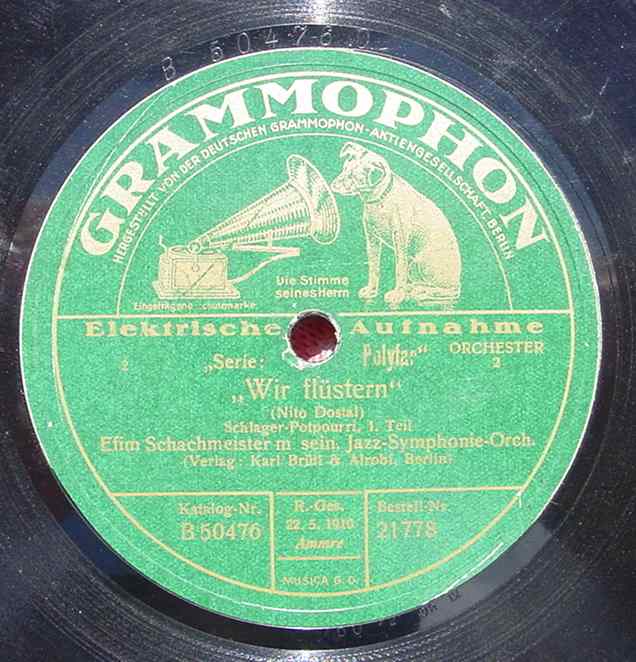 B 50476
GRAMMOPHON
HERGESTELLT VON DER DEUTSCHEN GRAMMOPHON-AKTIENGESELLSCHAFT. BERLIN
Die Stimme
seines Herrn
Eingetragene Schutzmarke
Elektrische Aufnahme
2 „Serie: Polyfar“ ORCHESTER
2
„Wir flüstern“
(Nito Dostal)
Schlager-Potpourri, 1. Teil
Efim Schachmeister m sein. Jazz-Symphonie-Orch.
(Verlag: Karl Brüll & Alrobi, Berlin)
Katalog-Nr. R.-Ges. Bestell-Nr.
B 50476 22. 5. 1910 21778
Ammre
MUSICA G. O.